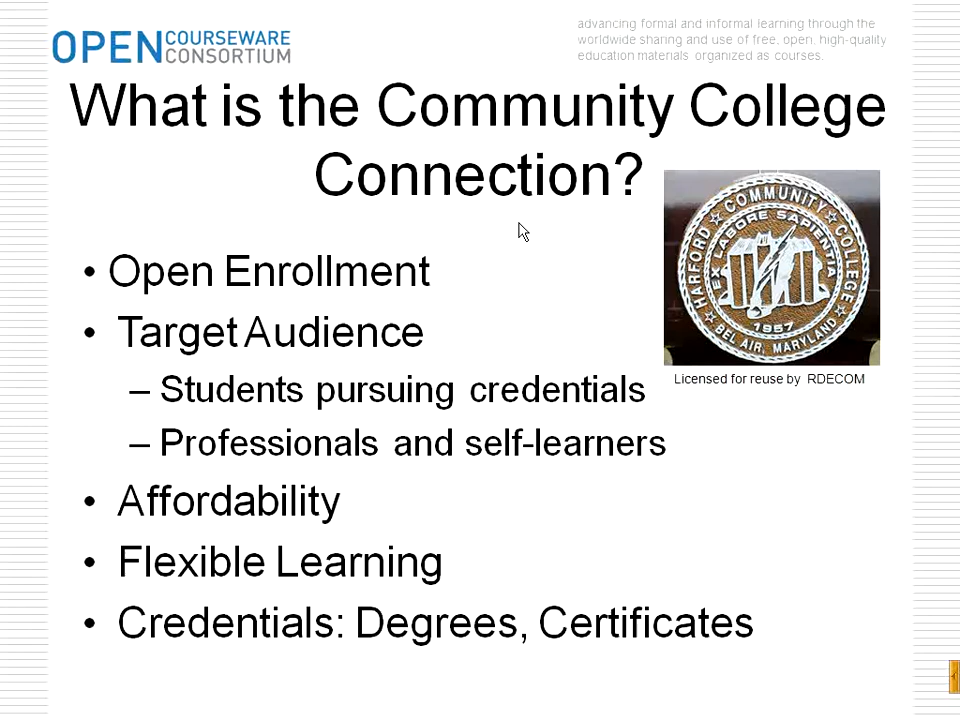 OPEN COURSEWARE CONSORTIUM
advancing formal and informal learning through the
worldwide sharing and use of free, open, high-quality
education materials organized as courses.
What is the Community College
Connection?
HARFORD COMMUNITY COLLEGE
EX LABORE SAPIENTIA
1957
BEL AIR, MARYLAND
Licensed for reuse by RDECOM
• Open Enrollment
• Target Audience
– Students pursuing credentials
– Professionals and self-learners
• Affordability
• Flexible Learning
• Credentials: Degrees, Certificates